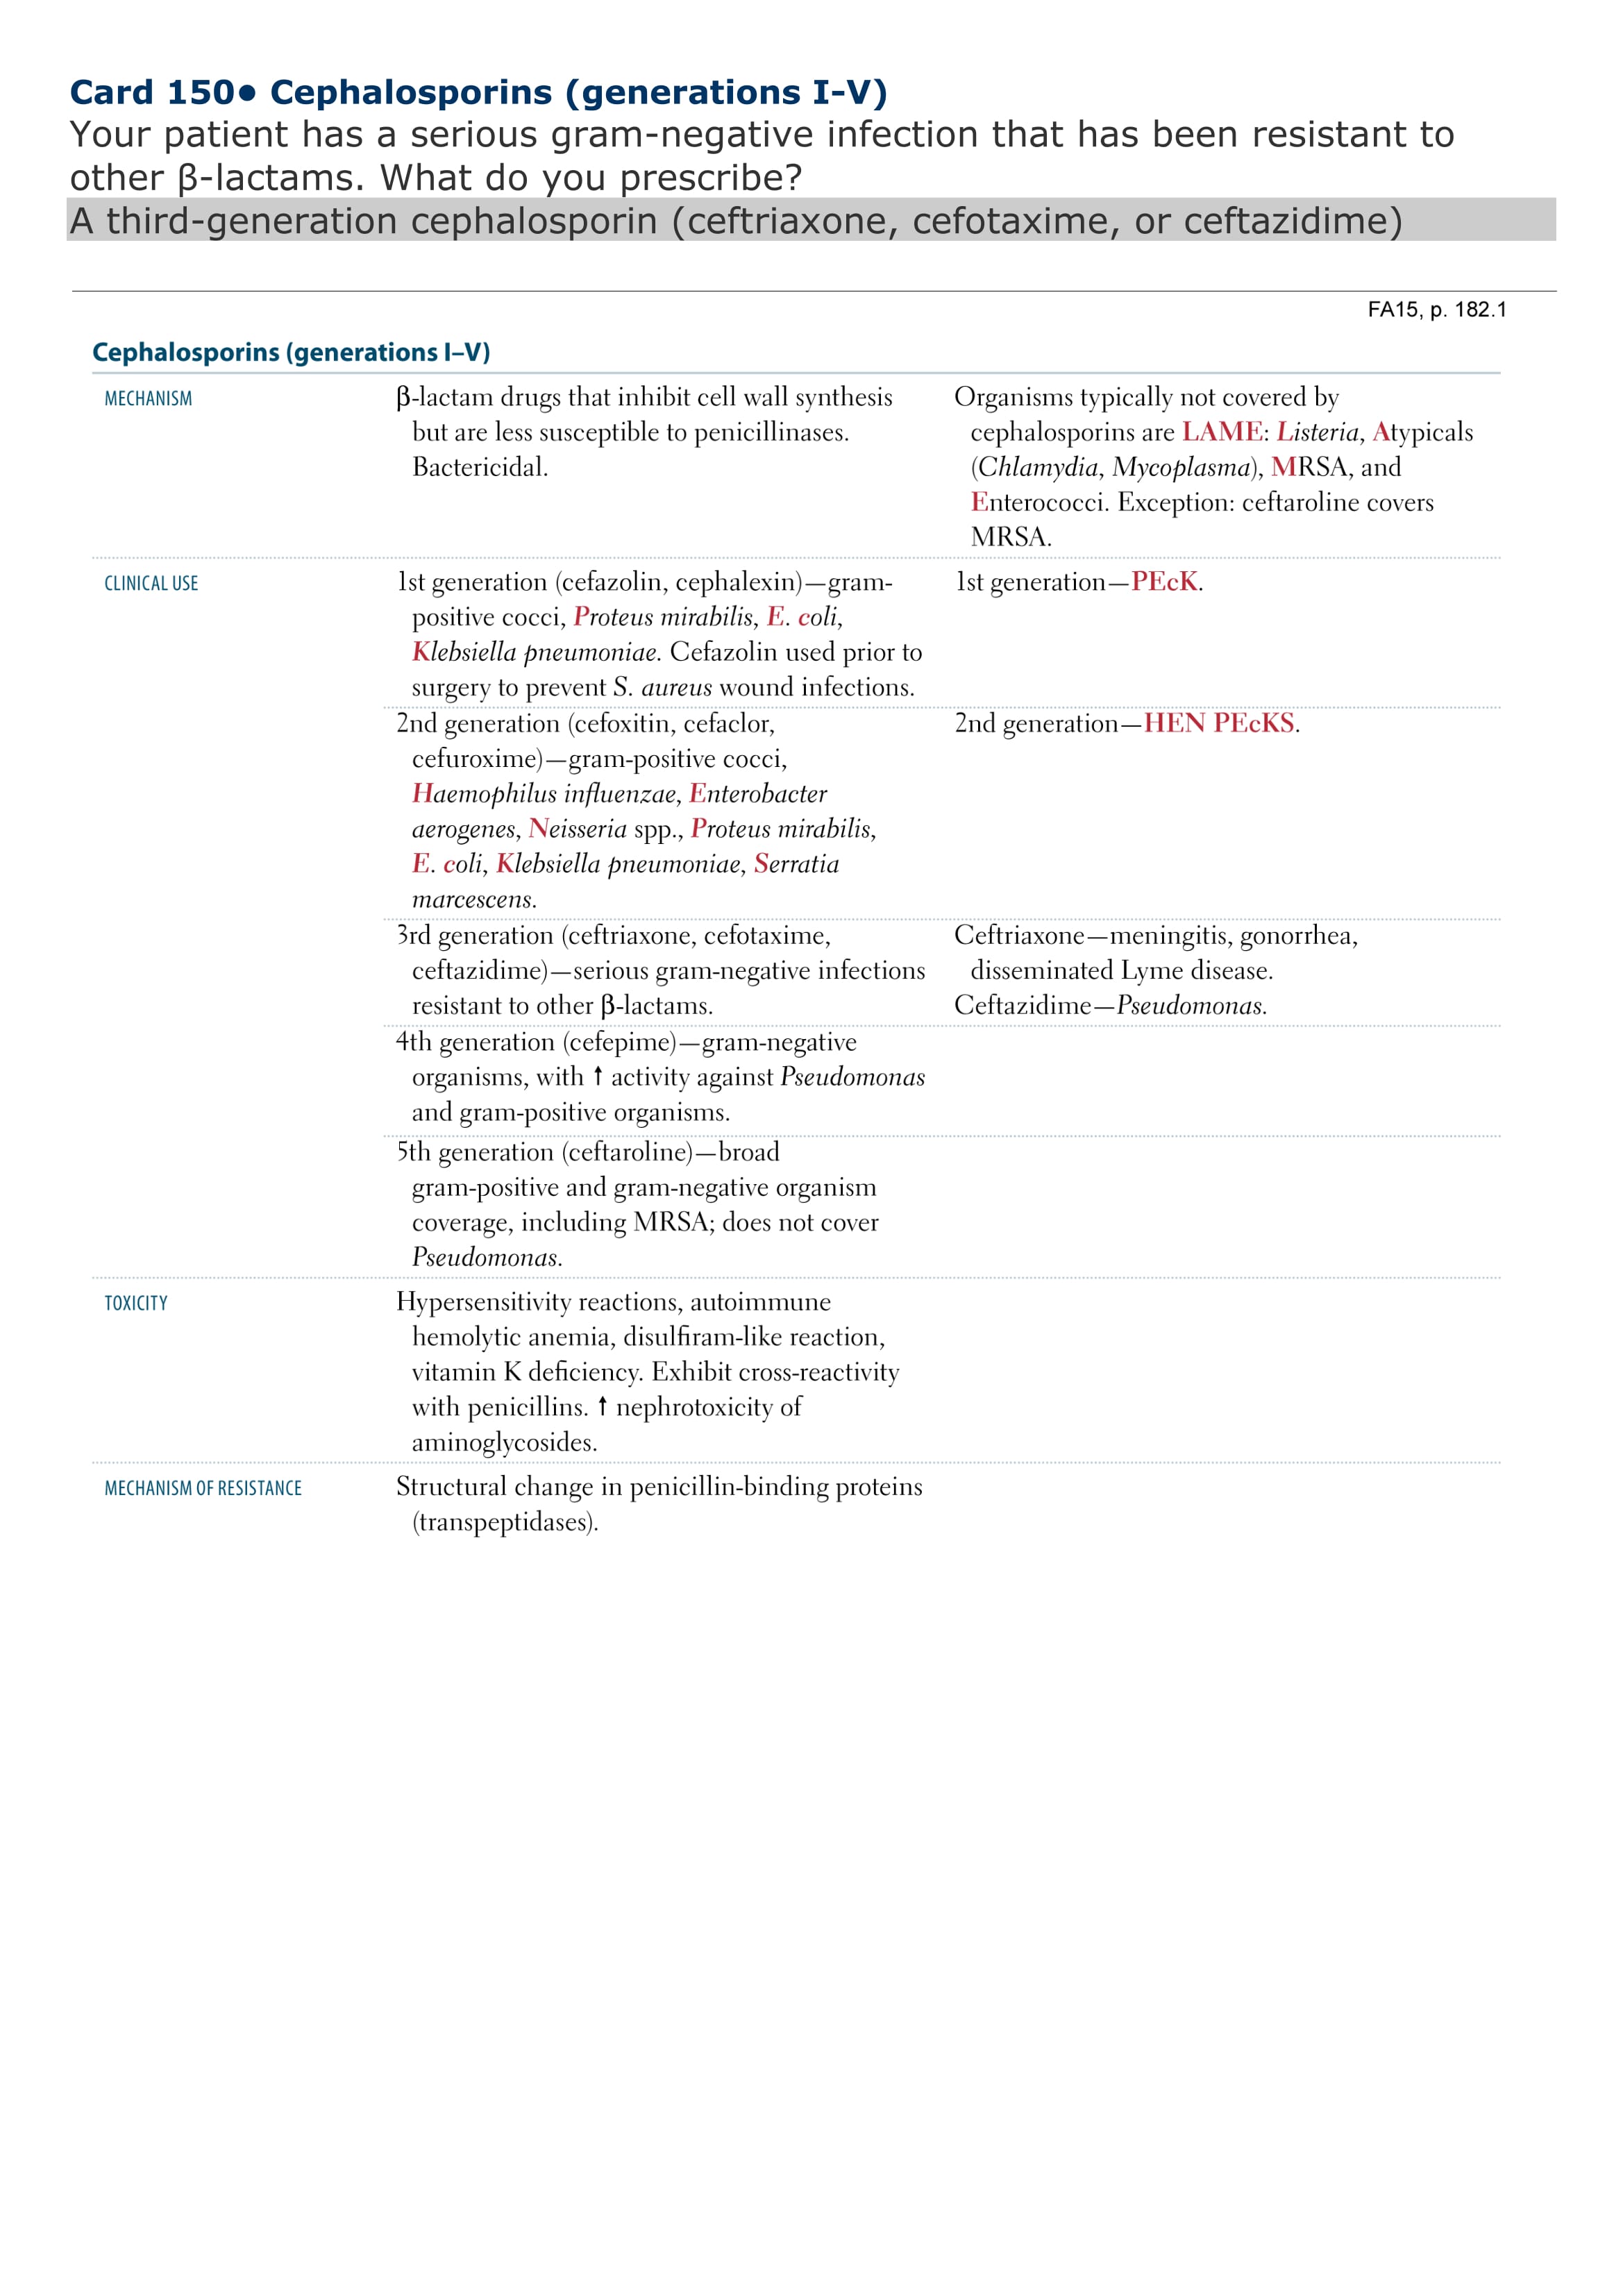 Card 150• Cephalosporins (generations I-V)
Your patient has a serious gram-negative infection that has been resistant to
other β-lactams. What do you prescribe?
A third-generation cephalosporin (ceftriaxone, cefotaxime, or ceftazidime)
FA15, p. 182.1
Cephalosporins (generations I–V)
MECHANISM
β-lactam drugs that inhibit cell wall synthesis
but are less susceptible to penicillinases.
Bactericidal.
Organisms typically not covered by
cephalosporins are LAME: Listeria, Atypicals
(Chlamydia, Mycoplasma), MRSA, and
Enterococci. Exception: ceftaroline covers
MRSA.
CLINICAL USE
1st generation (cefazolin, cephalexin)—gram-
positive cocci, Proteus mirabilis, E. coli,
Klebsiella pneumoniae. Cefazolin used prior to
surgery to prevent S. aureus wound infections.
1st generation—PEcK.
2nd generation (cefoxitin, cefaclor,
cefuroxime)—gram-positive cocci,
Haemophilus influenzae, Enterobacter
aerogenes, Neisseria spp., Proteus mirabilis,
E. coli, Klebsiella pneumoniae, Serratia
marcescens.
2nd generation—HEN PEcKS.
3rd generation (ceftriaxone, cefotaxime,
ceftazidime)—serious gram-negative infections
resistant to other β-lactams.
Ceftriaxone—meningitis, gonorrhea,
disseminated Lyme disease.
Ceftazidime—Pseudomonas.
4th generation (cefepime)—gram-negative
organisms, with ↑ activity against Pseudomonas
and gram-positive organisms.
5th generation (ceftaroline)—broad
gram-positive and gram-negative organism
coverage, including MRSA; does not cover
Pseudomonas.
TOXICITY
Hypersensitivity reactions, autoimmune
hemolytic anemia, disulfiram-like reaction,
vitamin K deficiency. Exhibit cross-reactivity
with penicillins. ↑ nephrotoxicity of
aminoglycosides.
MECHANISM OF RESISTANCE
Structural change in penicillin-binding proteins
(transpeptidases).